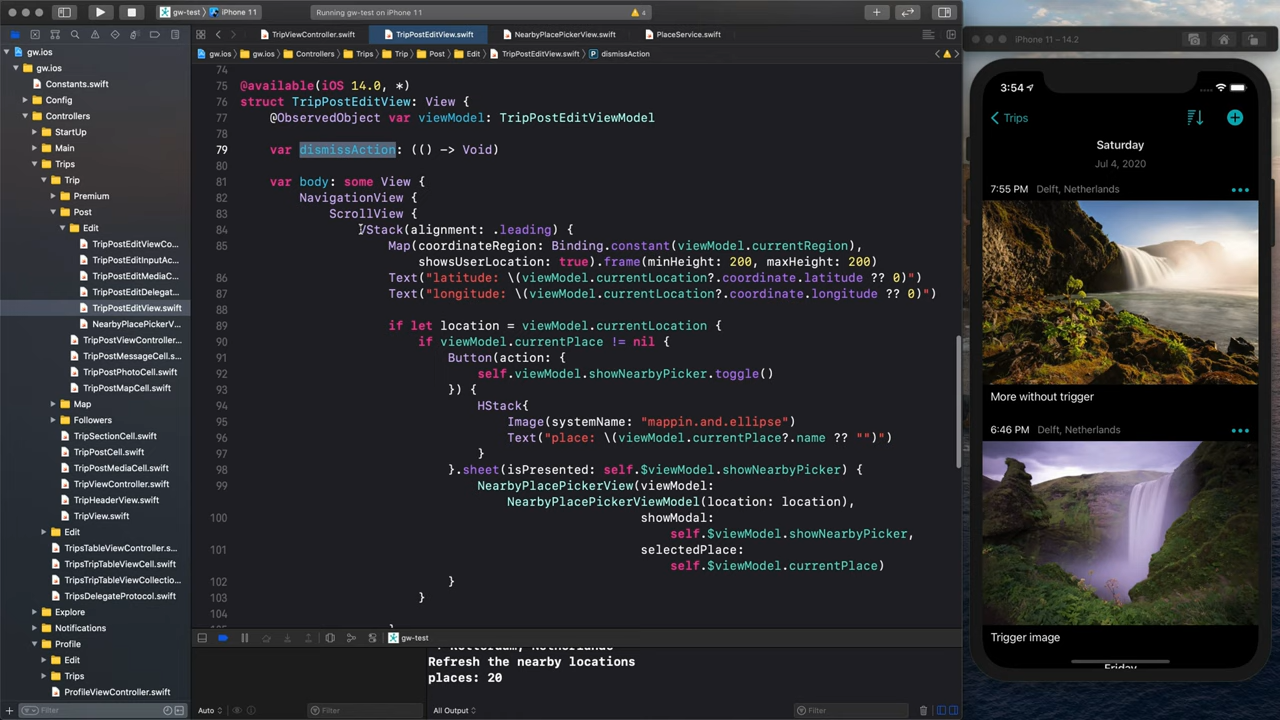 gw-test
iPhone 11
Running gw-test on iPhone 11
4
TripViewController.swift
TripPostEditView.swift
NearbyPlacePickerView.swift
PlaceService.swift
gw.ios
gw.ios
Controllers
Trips
Trip
Post
Edit
TripPostEditView.swift
P
dismissAction
gw.ios
gw.ios
Constants.swift
Config
Controllers
StartUp
Main
Trips
Trip
Premium
Post
Edit
TripPostEditViewCo...
TripPostEditInputAc...
TripPostEditMediaC...
TripPostEditDelegat...
TripPostEditView.swift
NearbyPlacePickerV...
TripPostViewController...
TripPostMessageCell.s...
TripPostPhotoCell.swift
TripPostMapCell.swift
Map
Followers
TripSectionCell.swift
TripPostCell.swift
TripPostMediaCell.swift
TripViewController.swift
TripHeaderView.swift
TripView.swift
Edit
TripsTableViewController.s...
TripsTripTableViewCell.swift
TripsTripTableViewCollectio...
TripsDelegateProtocol.swift
Explore
Notifications
Profile
Edit
Trips
ProfileViewController.swift
Filter
74
75 @available(iOS 14.0, *)
76 struct TripPostEditView: View {
77 @ObservedObject var viewModel: TripPostEditViewModel
78
79 var dismissAction: (() -> Void)
80
81 var body: some View {
82 NavigationView {
83 ScrollView {
84 VStack(alignment: .leading) {
85 Map(coordinateRegion: Binding.constant(viewModel.currentRegion),
showsUserLocation: true).frame(minHeight: 200, maxHeight: 200)
86 Text("latitude: \(viewModel.currentLocation?.coordinate.latitude ?? 0)")
87 Text("longitude: \(viewModel.currentLocation?.coordinate.longitude ?? 0)")
88
89 if let location = viewModel.currentLocation {
90 if viewModel.currentPlace != nil {
91 Button(action: {
92 self.viewModel.showNearbyPicker.toggle()
93 }) {
94 HStack{
95 Image(systemName: "mappin.and.ellipse")
96 Text("place: \(viewModel.currentPlace?.name ?? "")")
97 }
98 }.sheet(isPresented: self.$viewModel.showNearbyPicker) {
99 NearbyPlacePickerView(viewModel:
NearbyPlacePickerViewModel(location: location),
100 showModal:
self.$viewModel.showNearbyPicker,
101 selectedPlace:
self.$viewModel.currentPlace)
102 }
103 }
104
gw-test
Refresh the nearby locations
places: 20
Auto
Filter
All Output
Filter
iPhone 11 – 14.2
3:54
Trips
Saturday
Jul 4, 2020
7:55 PM Delft, Netherlands
More without trigger
6:46 PM Delft, Netherlands
Trigger image
Friday